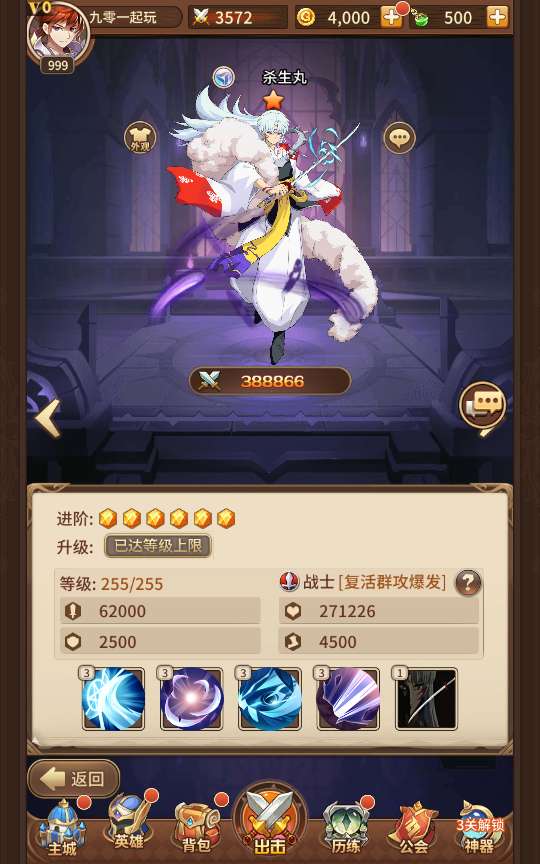 V0
九零一起玩
3572
4,000
500
999
杀生丸
外观
388866
进阶:
升级: 已达等级上限
等级: 255/255
战士 [复活群攻爆发] ?
62000
271226
2500
4500
3 3 3 3 1
返回
主城 英雄 背包 出击 历练 公会 神器
3关解锁